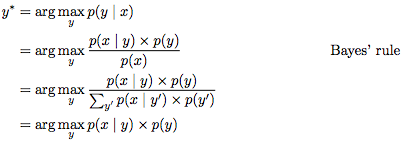 y* = arg max_y p(y | x)
= arg max_y p(x | y) × p(y) / p(x) Bayes' rule
= arg max_y p(x | y) × p(y) / ∑_y′ p(x | y′) × p(y′)
= arg max_y p(x | y) × p(y)